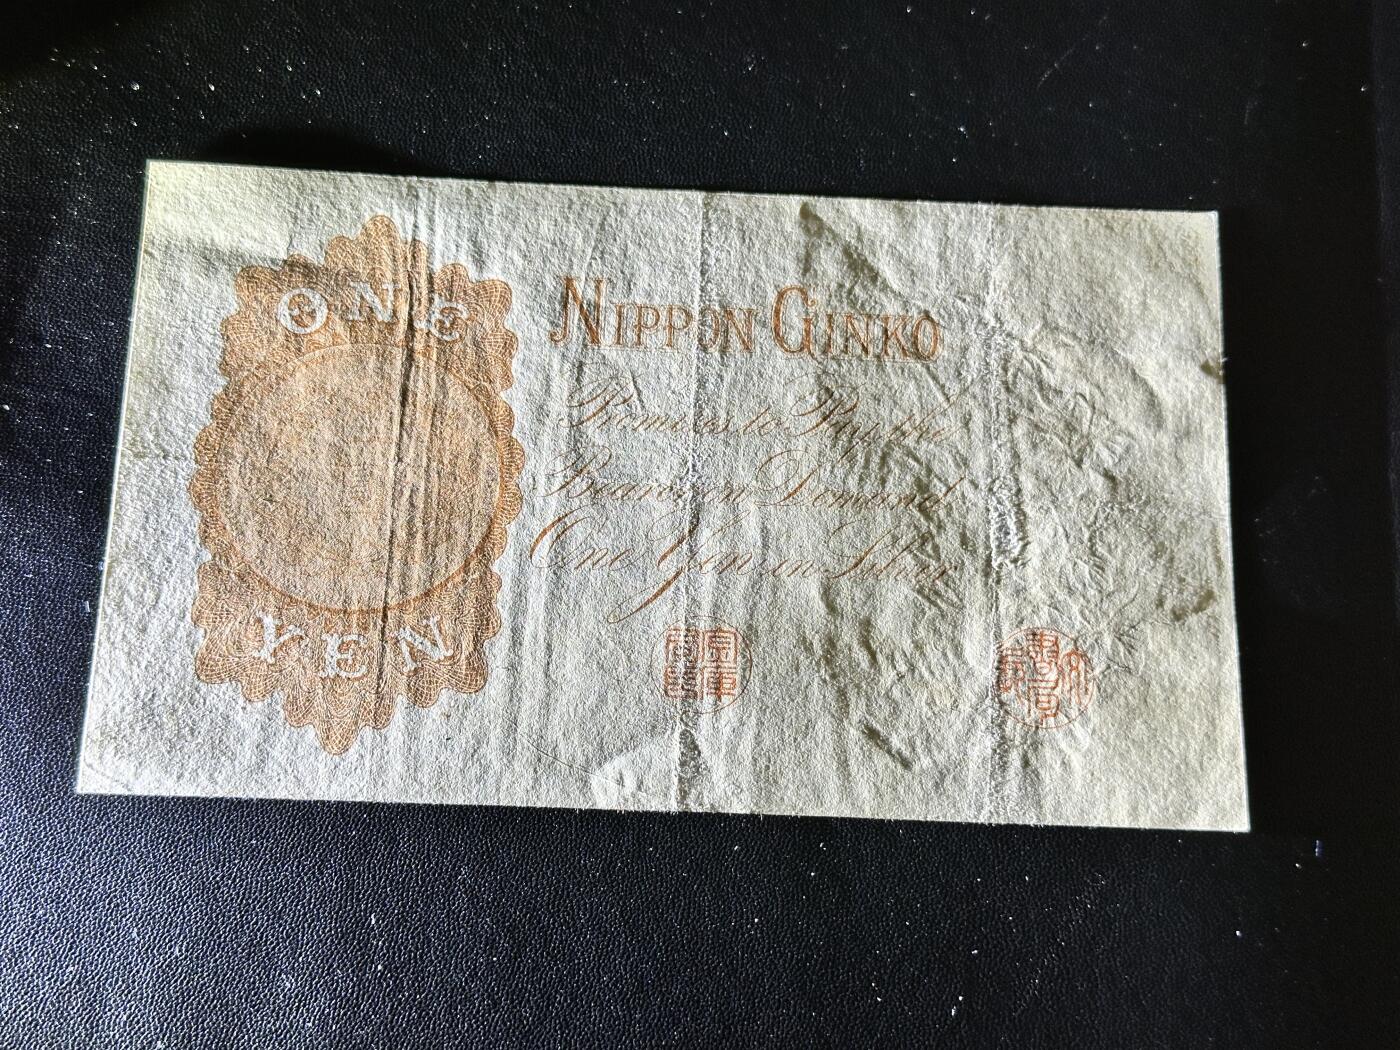 ONE
YEN
NIPPON GINKO
Promises to Pay the
Bearer on Demand
One Yen in Silver